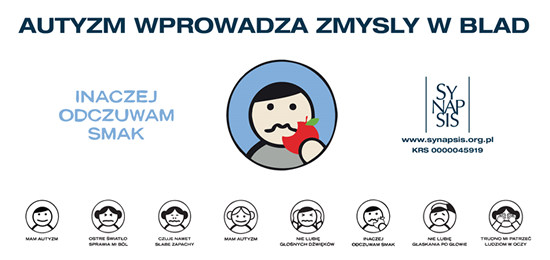 AUTYZM WPROWADZA ZMYSLY W BLAD
INACZEJ
ODCZUWAM
SMAK
SY
NAP
SIS
www.synapsis.org.pl
KRS 0000045919
MAM AUTYZM
OSTRE ŚWIATŁO
SPRAWIA MI BÓL
CZUJĘ NAWET
SŁABE ZAPACHY
MAM AUTYZM
NIE LUBIĘ
GŁOŚNYCH DŹWIĘKÓW
INACZEJ
ODCZUWAM SMAK
NIE LUBIĘ
GŁASKANIA PO GŁOWIE
TRUDNO MI PATRZEĆ
LUDZIOM W OCZY